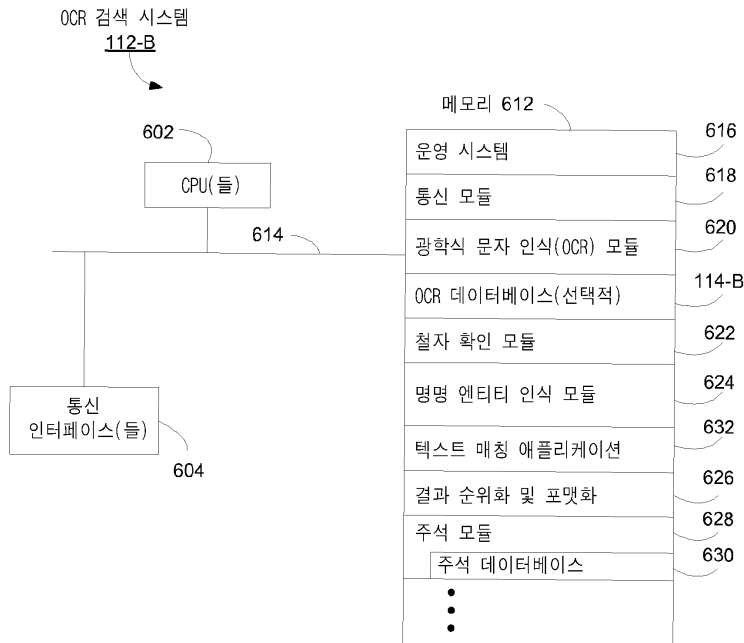 OCR 검색 시스템
112-B
602
CPU(들)
614
통신
인터페이스(들)
604
메모리 612
운영 시스템
616
통신 모듈
618
광학식 문자 인식(OCR) 모듈
620
OCR 데이터베이스(선택적)
114-B
철자 확인 모듈
622
명명 엔티티 인식 모듈
624
텍스트 매칭 애플리케이션
632
결과 순위화 및 포맷화
626
주석 모듈
628
주석 데이터베이스
630